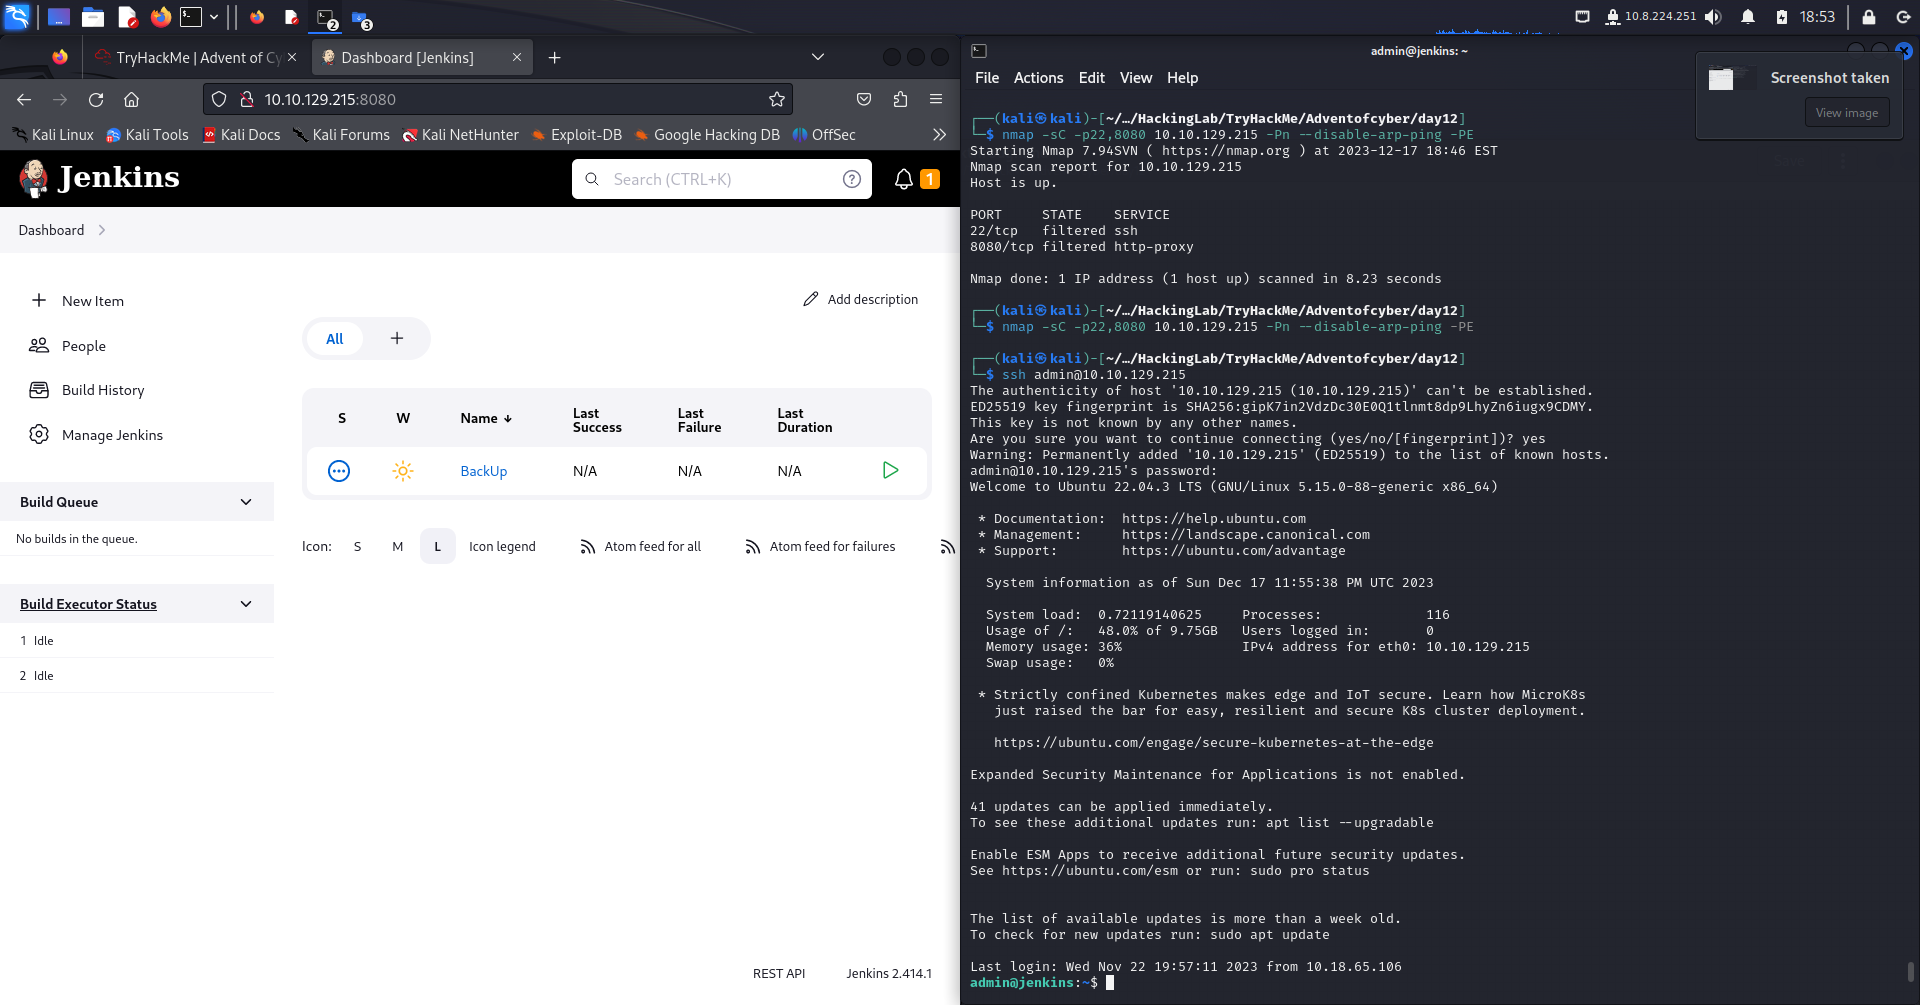 2
3
10.8.224.251
18:53
TryHackMe | Advent of Cy
Dashboard [Jenkins]
10.10.129.215:8080
Kali Linux
Kali Tools
Kali Docs
Kali Forums
Kali NetHunter
Exploit-DB
Google Hacking DB
OffSec
Jenkins
Search (CTRL+K)
1
Dashboard
New Item
People
Build History
Manage Jenkins
Build Queue
No builds in the queue.
Build Executor Status
1 Idle
2 Idle
Add description
All
S W Name ↓ Last Success Last Failure Last Duration
BackUp N/A N/A N/A
Icon: S M L Icon legend Atom feed for all Atom feed for failures
REST API Jenkins 2.414.1
admin@jenkins: ~
File Actions Edit View Help
Screenshot taken
View image
┌──(kali㉿kali)-[~/…/HackingLab/TryHackMe/Adventofcyber/day12]
└─$ nmap -sC -p22,8080 10.10.129.215 -Pn --disable-arp-ping -PE
Starting Nmap 7.94SVN ( https://nmap.org ) at 2023-12-17 18:46 EST
Nmap scan report for 10.10.129.215
Host is up.
PORT     STATE    SERVICE
22/tcp   filtered ssh
8080/tcp filtered http-proxy
Nmap done: 1 IP address (1 host up) scanned in 8.23 seconds
┌──(kali㉿kali)-[~/…/HackingLab/TryHackMe/Adventofcyber/day12]
└─$ nmap -sC -p22,8080 10.10.129.215 -Pn --disable-arp-ping -PE
┌──(kali㉿kali)-[~/…/HackingLab/TryHackMe/Adventofcyber/day12]
└─$ ssh admin@10.10.129.215
The authenticity of host '10.10.129.215 (10.10.129.215)' can't be established.
ED25519 key fingerprint is SHA256:gipK7in2VdzDc30E0Q1tlnmt8dp9LhyZn6iugx9CDMY.
This key is not known by any other names.
Are you sure you want to continue connecting (yes/no/[fingerprint])? yes
Warning: Permanently added '10.10.129.215' (ED25519) to the list of known hosts.
admin@10.10.129.215's password:
Welcome to Ubuntu 22.04.3 LTS (GNU/Linux 5.15.0-88-generic x86_64)
* Documentation:  https://help.ubuntu.com
* Management:     https://landscape.canonical.com
* Support:        https://ubuntu.com/advantage
System information as of Sun Dec 17 11:55:38 PM UTC 2023
System load:  0.72119140625     Processes:             116
Usage of /:   48.0% of 9.75GB   Users logged in:       0
Memory usage: 36%               IPv4 address for eth0: 10.10.129.215
Swap usage:   0%
* Strictly confined Kubernetes makes edge and IoT secure. Learn how MicroK8s
just raised the bar for easy, resilient and secure K8s cluster deployment.
https://ubuntu.com/engage/secure-kubernetes-at-the-edge
Expanded Security Maintenance for Applications is not enabled.
41 updates can be applied immediately.
To see these additional updates run: apt list --upgradable
Enable ESM Apps to receive additional future security updates.
See https://ubuntu.com/esm or run: sudo pro status
The list of available updates is more than a week old.
To check for new updates run: sudo apt update
Last login: Wed Nov 22 19:57:11 2023 from 10.18.65.106
admin@jenkins:~$